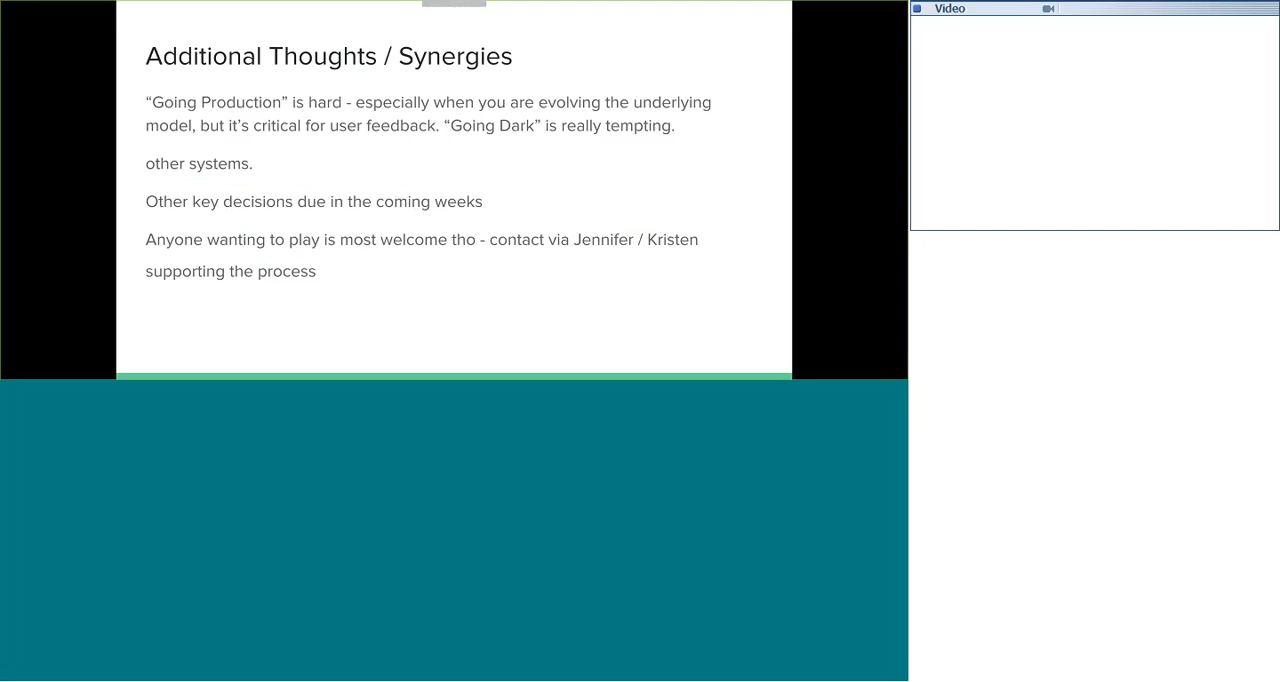 Video
Additional Thoughts / Synergies
“Going Production” is hard - especially when you are evolving the underlying
model, but it’s critical for user feedback. “Going Dark” is really tempting.
other systems.
Other key decisions due in the coming weeks
Anyone wanting to play is most welcome tho - contact via Jennifer / Kristen
supporting the process